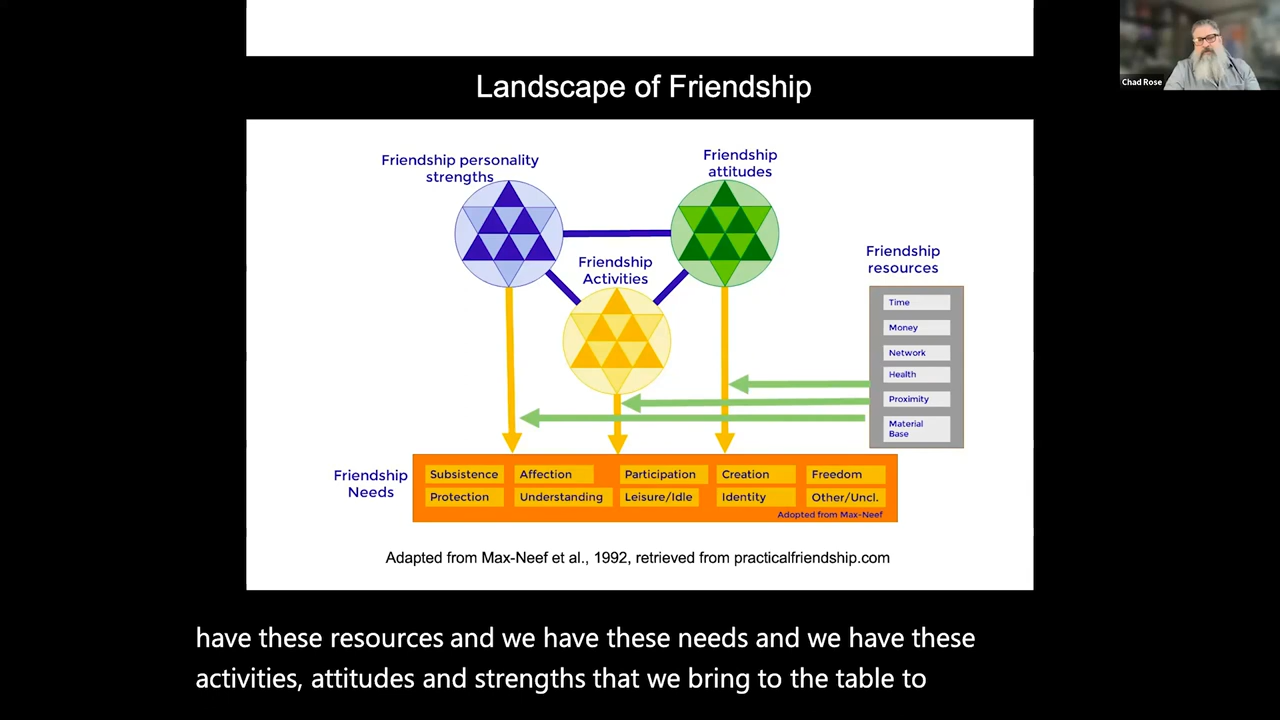 Landscape of Friendship
Chad Rose
Friendship personality
strengths
Friendship
attitudes
Friendship
Activities
Friendship
resources
Time
Money
Network
Health
Proximity
Material
Base
Friendship
Needs
Subsistence
Affection
Participation
Creation
Freedom
Protection
Understanding
Leisure/Idle
Identity
Other/Uncl.
Adopted from Max-Neef
Adapted from Max-Neef et al., 1992, retrieved from practicalfriendship.com
have these resources and we have these needs and we have these
activities, attitudes and strengths that we bring to the table to